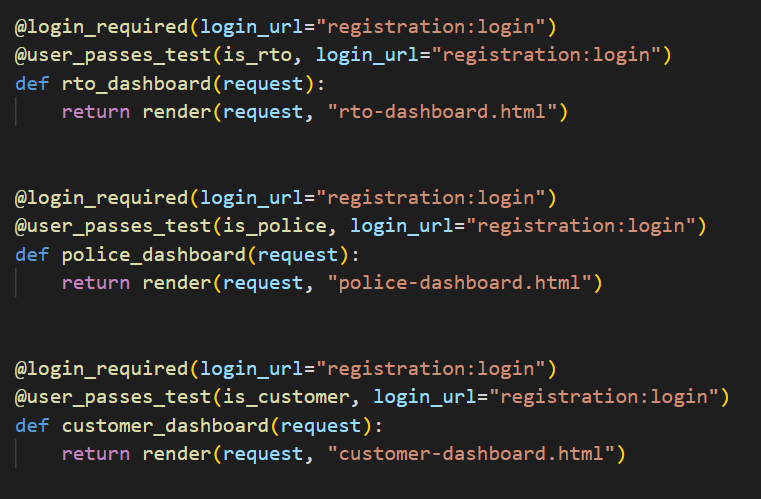 @login_required(login_url="registration:login")
@user_passes_test(is_rto, login_url="registration:login")
def rto_dashboard(request):
    return render(request, "rto-dashboard.html")
@login_required(login_url="registration:login")
@user_passes_test(is_police, login_url="registration:login")
def police_dashboard(request):
    return render(request, "police-dashboard.html")
@login_required(login_url="registration:login")
@user_passes_test(is_customer, login_url="registration:login")
def customer_dashboard(request):
    return render(request, "customer-dashboard.html")